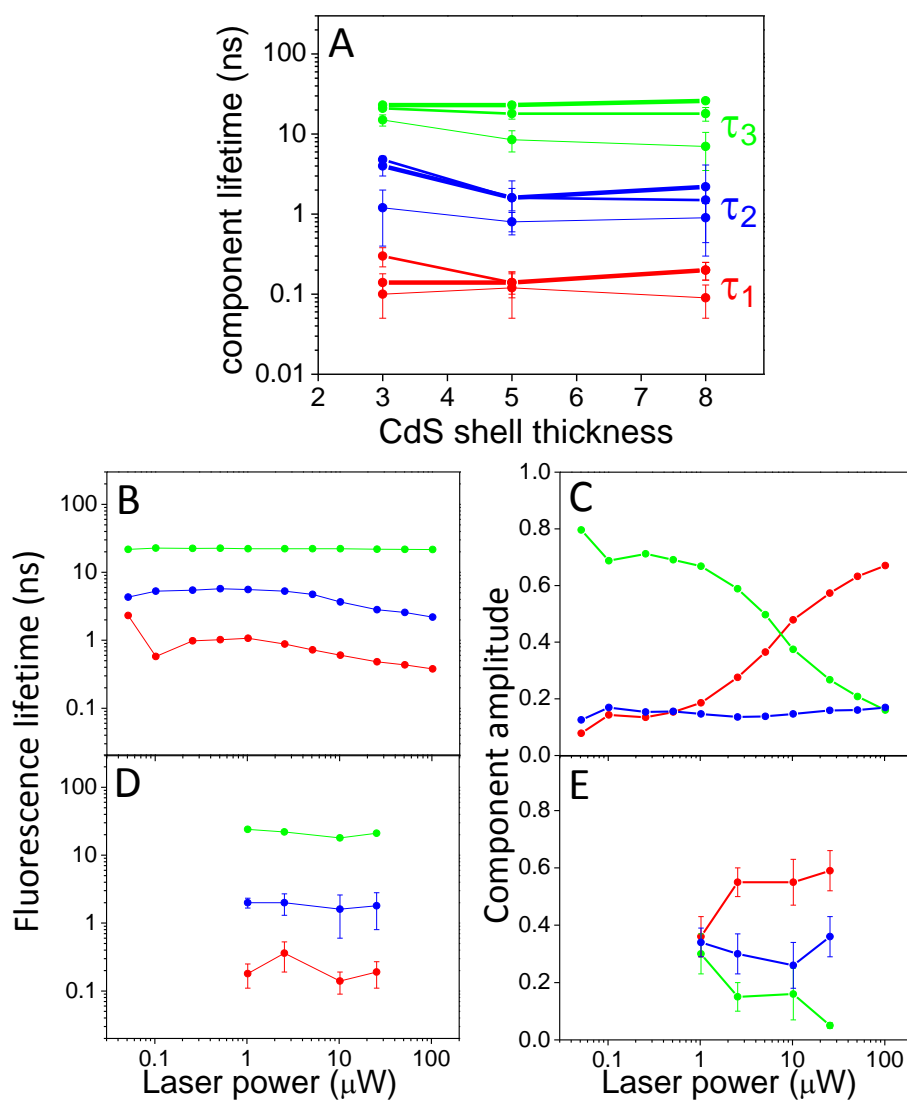 A
component lifetime (ns)
100
10
1
0.1
0.01
τ3
τ2
τ1
2 3 4 5 6 7 8
CdS shell thickness
B
C
Fluorescence lifetime (ns)
100
10
1
0.1
Component amplitude
1.0
0.8
0.6
0.4
0.2
0.0
D
E
100
10
1
0.1
0.8
0.6
0.4
0.2
0.0
0.1 1 10 100
Laser power (μW)
0.1 1 10 100
Laser power (μW)